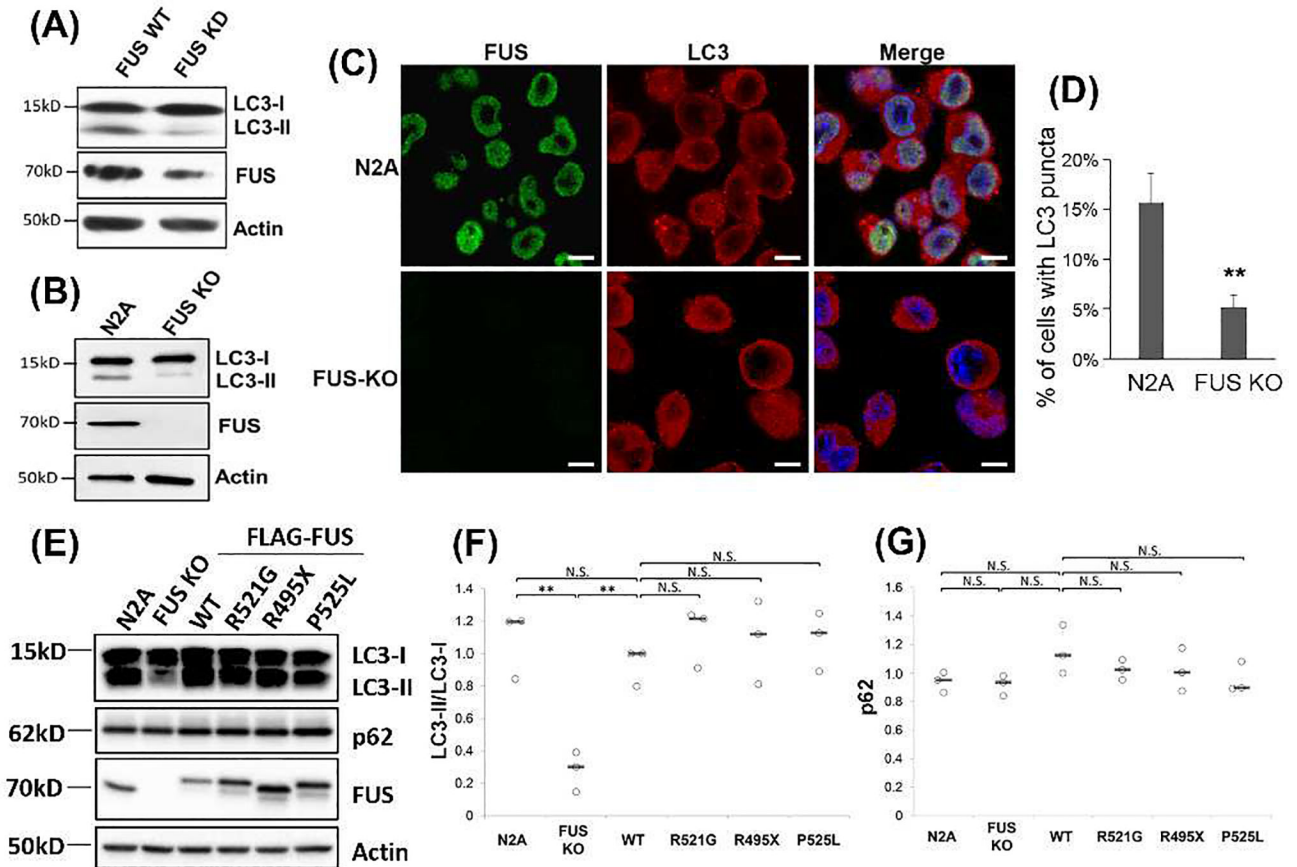 (A)
FUS WT
FUS KD
15kD
LC3-I
LC3-II
70kD
FUS
50kD
Actin
(B)
N2A
FUS KO
15kD
LC3-I
LC3-II
70kD
FUS
50kD
Actin
(C)
FUS
LC3
Merge
N2A
FUS-KO
(D)
% of cells with LC3 puncta
20%
15%
10%
5%
0%
**
N2A
FUS KO
(E)
FLAG-FUS
N2A
FUS KO
WT
R521G
R495X
P525L
15kD
LC3-I
LC3-II
62kD
p62
70kD
FUS
50kD
Actin
(F)
N.S.
N.S.
N.S.
**
**
N.S.
LC3-II/LC3-I
1.4
1.2
1.0
0.8
0.6
0.4
0.2
0
N2A
FUS KO
WT
R521G
R495X
P525L
(G)
N.S.
N.S.
N.S.
N.S.
N.S.
N.S.
p62
1.6
1.4
1.2
1.0
0.8
0.6
0.4
0.2
0.0
N2A
FUS KO
WT
R521G
R495X
P525L